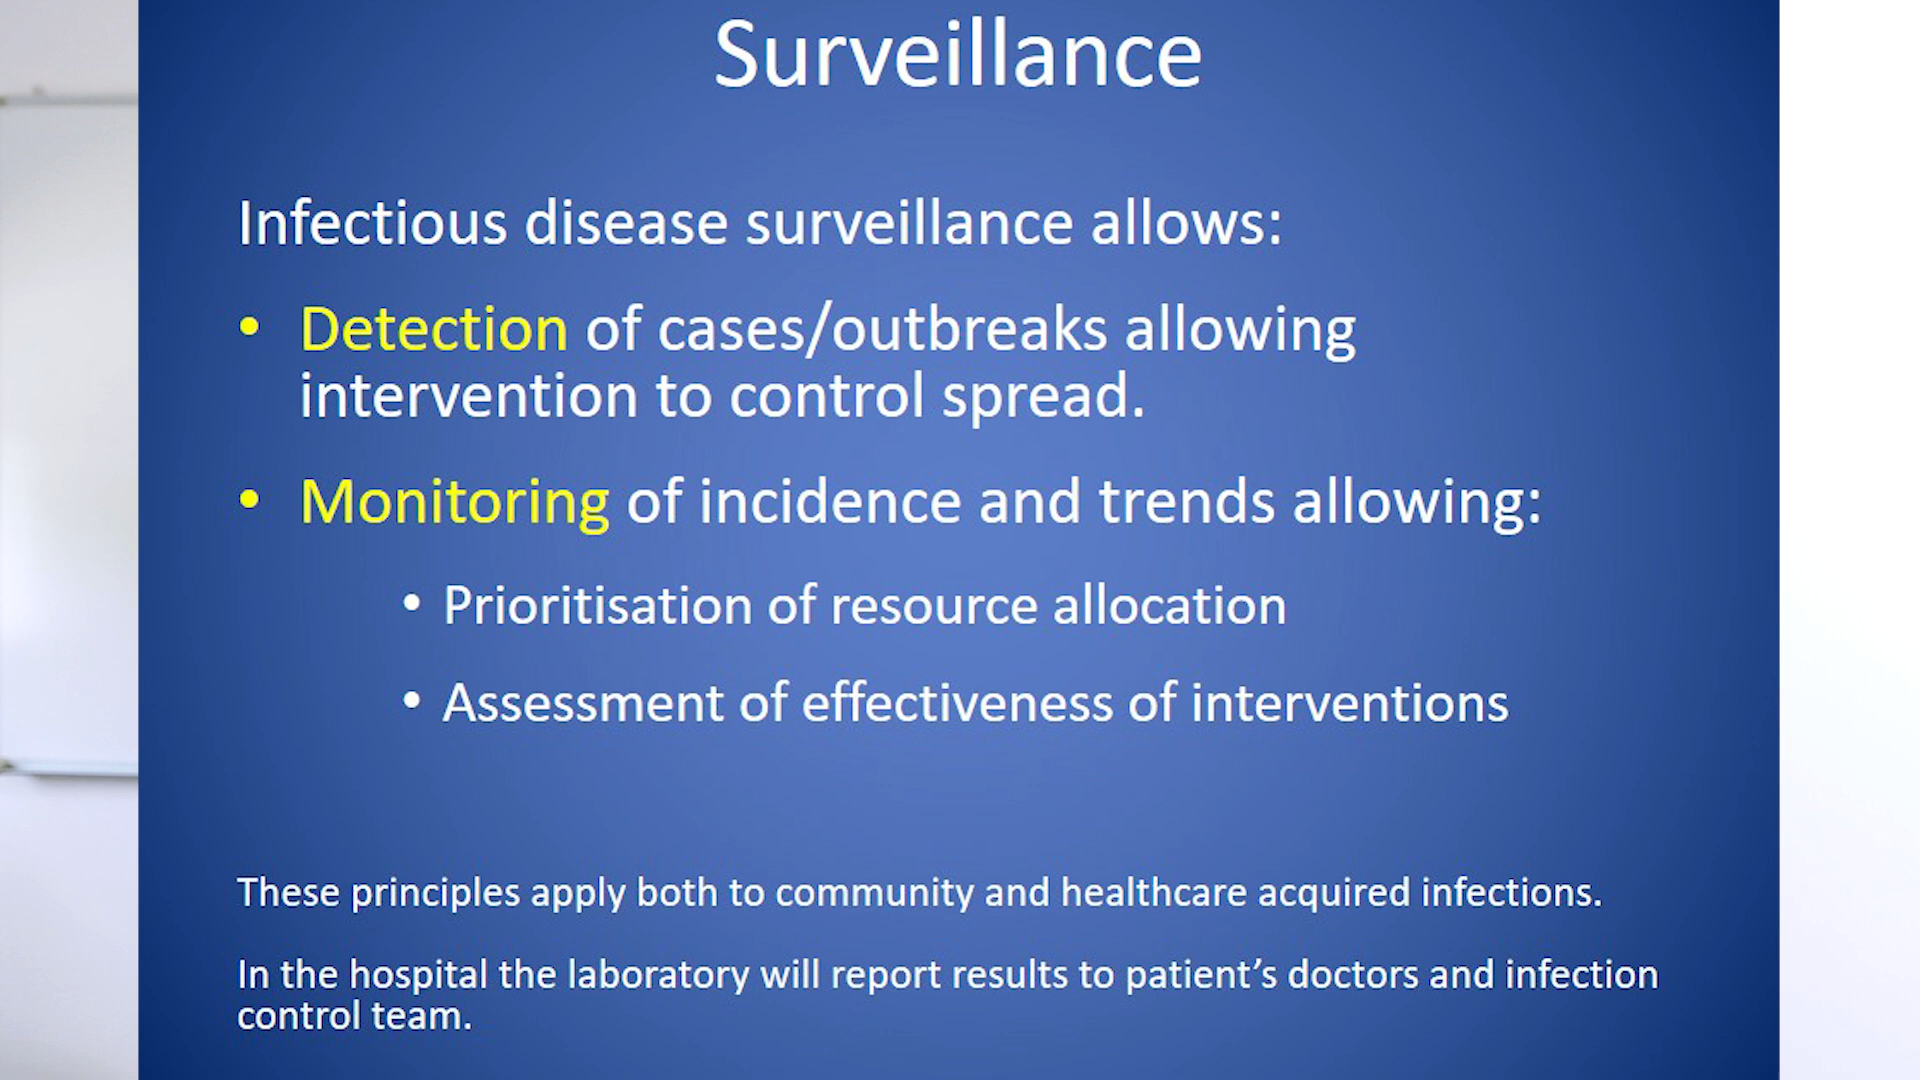 Surveillance
Infectious disease surveillance allows:
• Detection of cases/outbreaks allowing
intervention to control spread.
• Monitoring of incidence and trends allowing:
• Prioritisation of resource allocation
• Assessment of effectiveness of interventions
These principles apply both to community and healthcare acquired infections.
In the hospital the laboratory will report results to patient’s doctors and infection
control team.